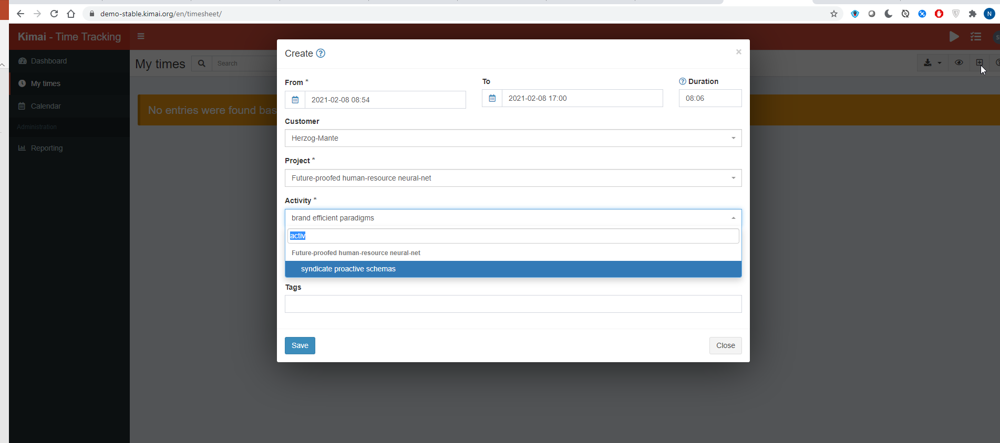 demo-stable.kimai.org/en/timesheet/
N
Kimai - Time Tracking
Dashboard
My times
Calendar
Administration
Reporting
My times
Search
No entries were found bas
Create
From *
To
Duration
2021-02-08 08:54
2021-02-08 17:00
08:06
Customer
Herzog-Mante
Project *
Future-proofed human-resource neural-net
Activity *
brand efficient paradigms
activ
Future-proofed human-resource neural-net
syndicate proactive schemas
Tags
Save
Close